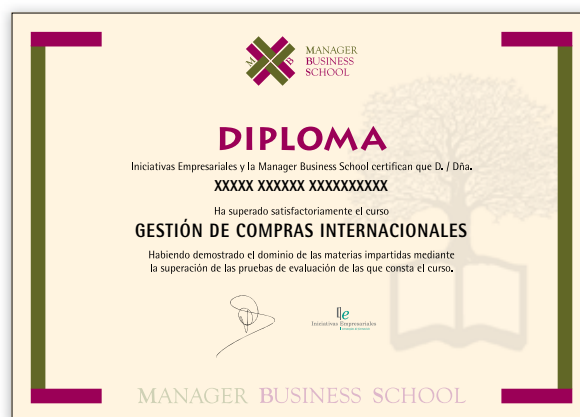 M B
MANAGER
BUSINESS
SCHOOL
DIPLOMA
Iniciativas Empresariales y la Manager Business School certifican que D. / Dña.
XXXXX XXXXXX XXXXXXXXXX
Ha superado satisfactoriamente el curso
GESTIÓN DE COMPRAS INTERNACIONALES
Habiendo demostrado el dominio de las materias impartidas mediante
la superación de las pruebas de evaluación de las que consta el curso.
Iniciativas Empresariales
MANAGER BUSINESS SCHOOL